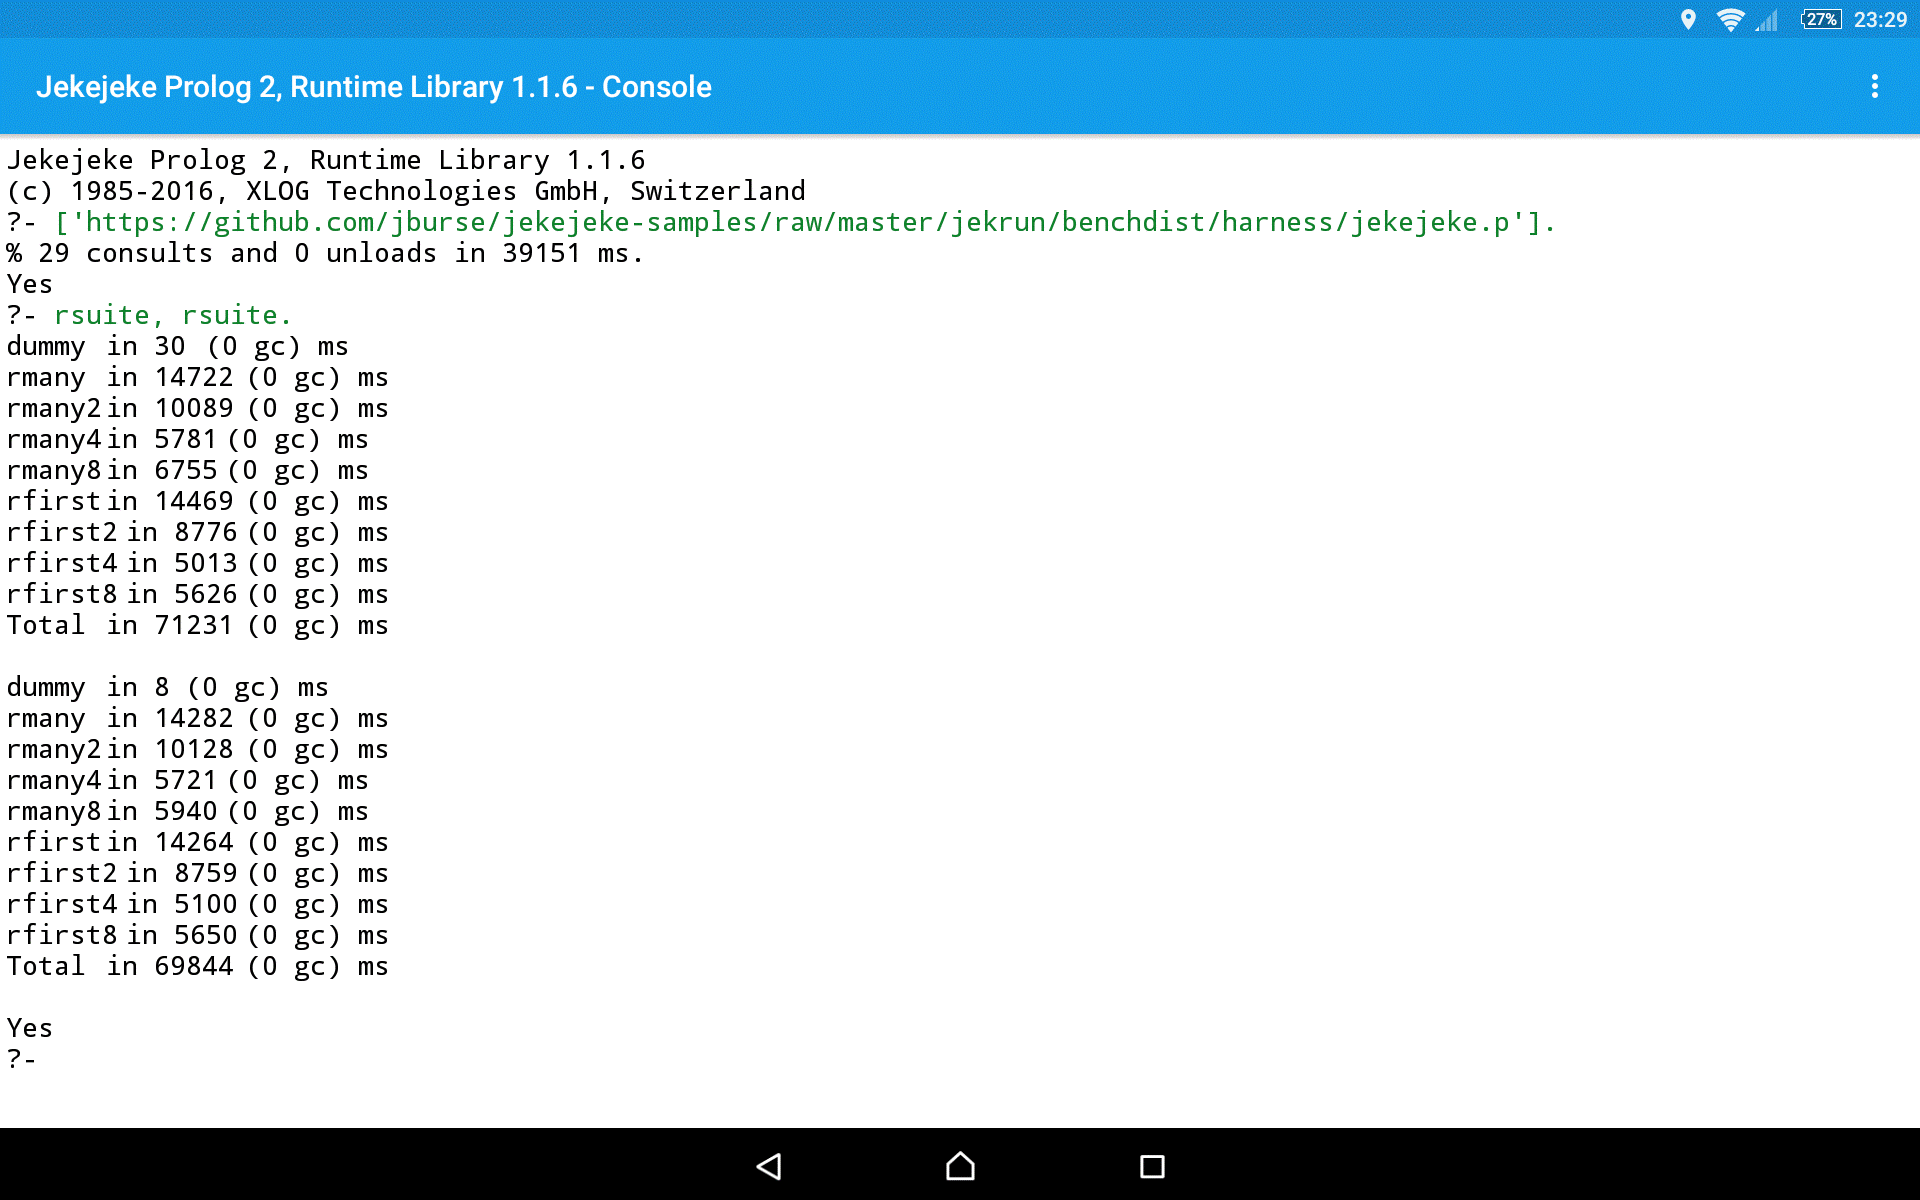 27% 23:29
Jekejeke Prolog 2, Runtime Library 1.1.6 - Console
Jekejeke Prolog 2, Runtime Library 1.1.6
(c) 1985-2016, XLOG Technologies GmbH, Switzerland
?- ['https://github.com/jburse/jekejeke-samples/raw/master/jekrun/benchdist/harness/jekejeke.p'].
% 29 consults and 0 unloads in 39151 ms.
Yes
?- rsuite, rsuite.
dummy in 30 (0 gc) ms
rmany in 14722 (0 gc) ms
rmany2 in 10089 (0 gc) ms
rmany4 in 5781 (0 gc) ms
rmany8 in 6755 (0 gc) ms
rfirst in 14469 (0 gc) ms
rfirst2 in 8776 (0 gc) ms
rfirst4 in 5013 (0 gc) ms
rfirst8 in 5626 (0 gc) ms
Total in 71231 (0 gc) ms
dummy in 8 (0 gc) ms
rmany in 14282 (0 gc) ms
rmany2 in 10128 (0 gc) ms
rmany4 in 5721 (0 gc) ms
rmany8 in 5940 (0 gc) ms
rfirst in 14264 (0 gc) ms
rfirst2 in 8759 (0 gc) ms
rfirst4 in 5100 (0 gc) ms
rfirst8 in 5650 (0 gc) ms
Total in 69844 (0 gc) ms
Yes
?-